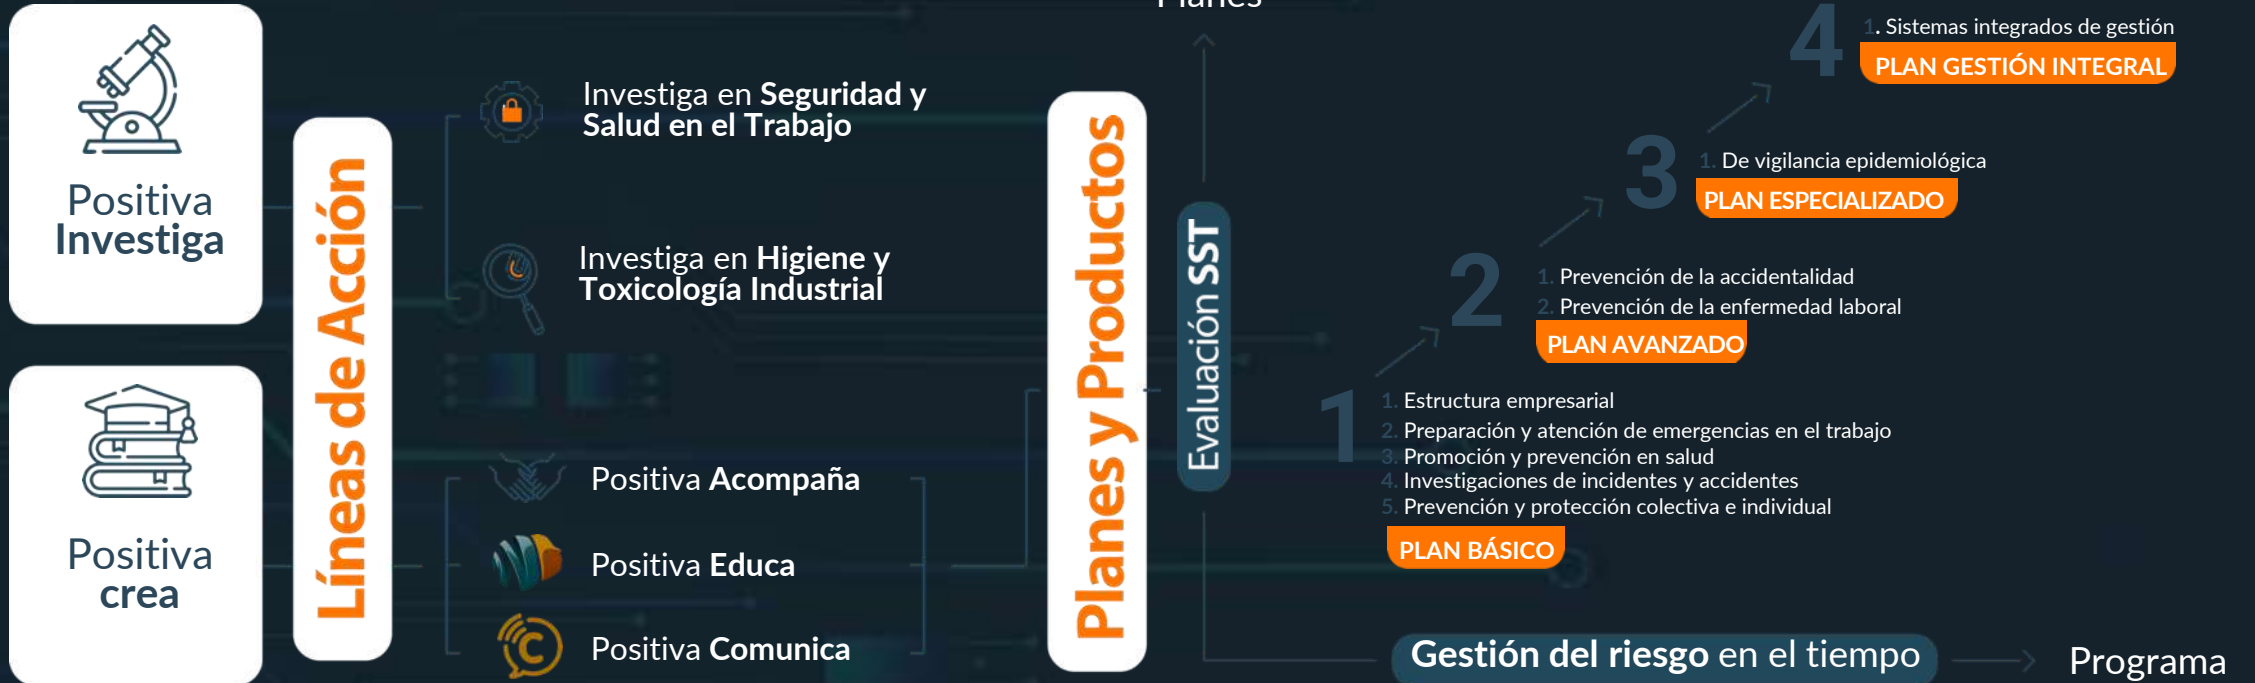 Positiva
Investiga
Positiva
crea
Líneas de Acción
Investiga en Seguridad y
Salud en el Trabajo
Investiga en Higiene y
Toxicología Industrial
Positiva Acompaña
Positiva Educa
Positiva Comunica
Planes y Productos
Planes
Evaluación SST
4
1. Sistemas integrados de gestión
PLAN GESTIÓN INTEGRAL
3
1. De vigilancia epidemiológica
PLAN ESPECIALIZADO
2
1. Prevención de la accidentalidad
2. Prevención de la enfermedad laboral
PLAN AVANZADO
1
1. Estructura empresarial
2. Preparación y atención de emergencias en el trabajo
3. Promoción y prevención en salud
4. Investigaciones de incidentes y accidentes
5. Prevención y protección colectiva e individual
PLAN BÁSICO
Gestión del riesgo en el tiempo
Programa